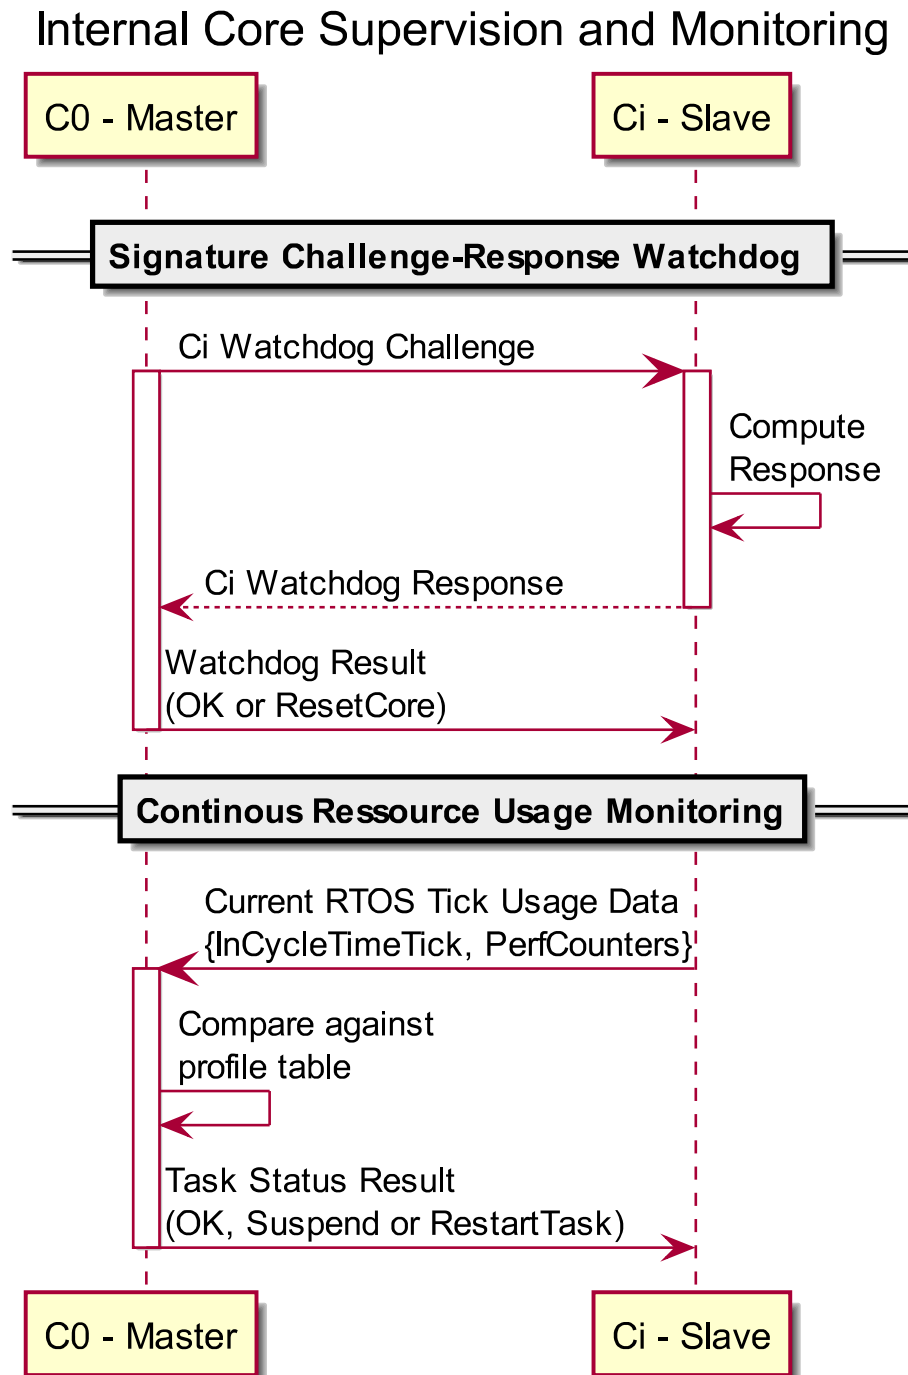 Internal Core Supervision and Monitoring
C0 - Master
Ci - Slave
Signature Challenge-Response Watchdog
Ci Watchdog Challenge
Compute
Response
Ci Watchdog Response
Watchdog Result
(OK or ResetCore)
Continous Ressource Usage Monitoring
Current RTOS Tick Usage Data
{InCycleTimeTick, PerfCounters}
Compare against
profile table
Task Status Result
(OK, Suspend or RestartTask)
C0 - Master
Ci - Slave